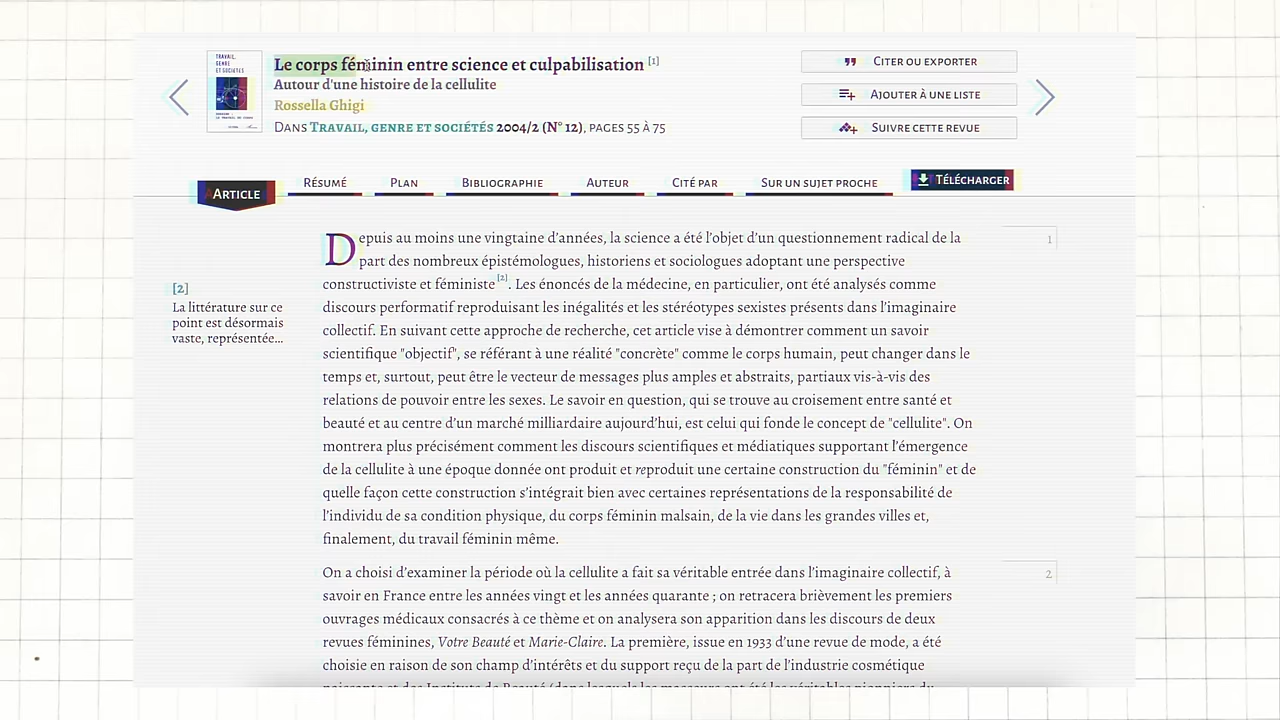 TRAVAIL,
GENRE
ET SOCIÉTÉS
Le corps féminin entre science et culpabilisation [1]
Autour d'une histoire de la cellulite
Rossella Ghigi
Dans Travail, genre et sociétés 2004/2 (N° 12), pages 55 à 75
Citer ou exporter
Ajouter à une liste
Suivre cette revue
Article
Résumé
Plan
Bibliographie
Auteur
Cité par
Sur un sujet proche
Télécharger
Depuis au moins une vingtaine d’années, la science a été l’objet d’un questionnement radical de la
part des nombreux épistémologues, historiens et sociologues adoptant une perspective
constructiviste et féministe [2]. Les énoncés de la médecine, en particulier, ont été analysés comme
discours performatif reproduisant les inégalités et les stéréotypes sexistes présents dans l’imaginaire
collectif. En suivant cette approche de recherche, cet article vise à démontrer comment un savoir
scientifique "objectif", se référant à une réalité "concrète" comme le corps humain, peut changer dans le
temps et, surtout, peut être le vecteur de messages plus amples et abstraits, partiaux vis-à-vis des
relations de pouvoir entre les sexes. Le savoir en question, qui se trouve au croisement entre santé et
beauté et au centre d’un marché milliardaire aujourd’hui, est celui qui fonde le concept de "cellulite". On
montrera plus précisément comment les discours scientifiques et médiatiques supportant l’émergence
de la cellulite à une époque donnée ont produit et reproduit une certaine construction du "féminin" et de
quelle façon cette construction s’intégrait bien avec certaines représentations de la responsabilité de
l’individu de sa condition physique, du corps féminin malsain, de la vie dans les grandes villes et,
finalement, du travail féminin même.
1
[2]
La littérature sur ce
point est désormais
vaste, représentée...
On a choisi d’examiner la période où la cellulite a fait sa véritable entrée dans l’imaginaire collectif, à
savoir en France entre les années vingt et les années quarante ; on retracera brièvement les premiers
ouvrages médicaux consacrés à ce thème et on analysera son apparition dans les discours de deux
revues féminines, Votre Beauté et Marie-Claire. La première, issue en 1933 d’une revue de mode, a été
choisie en raison de son champ d’intérêts et du support reçu de la part de l’industrie cosmétique
naissante et des Instituts de Beauté (dans lesquels les masseurs ont été les véritables pionniers du
2